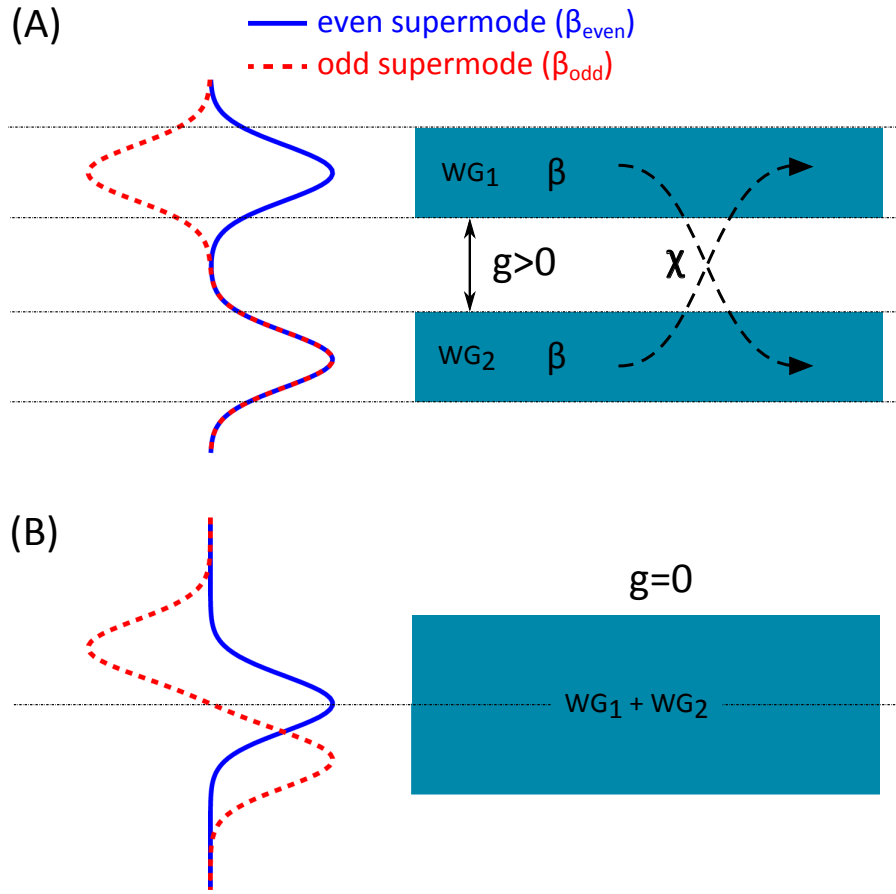 (A)
even supermode (βeven)
odd supermode (βodd)
WG1 β
g>0 χ
WG2 β
(B)
g=0
WG1 + WG2